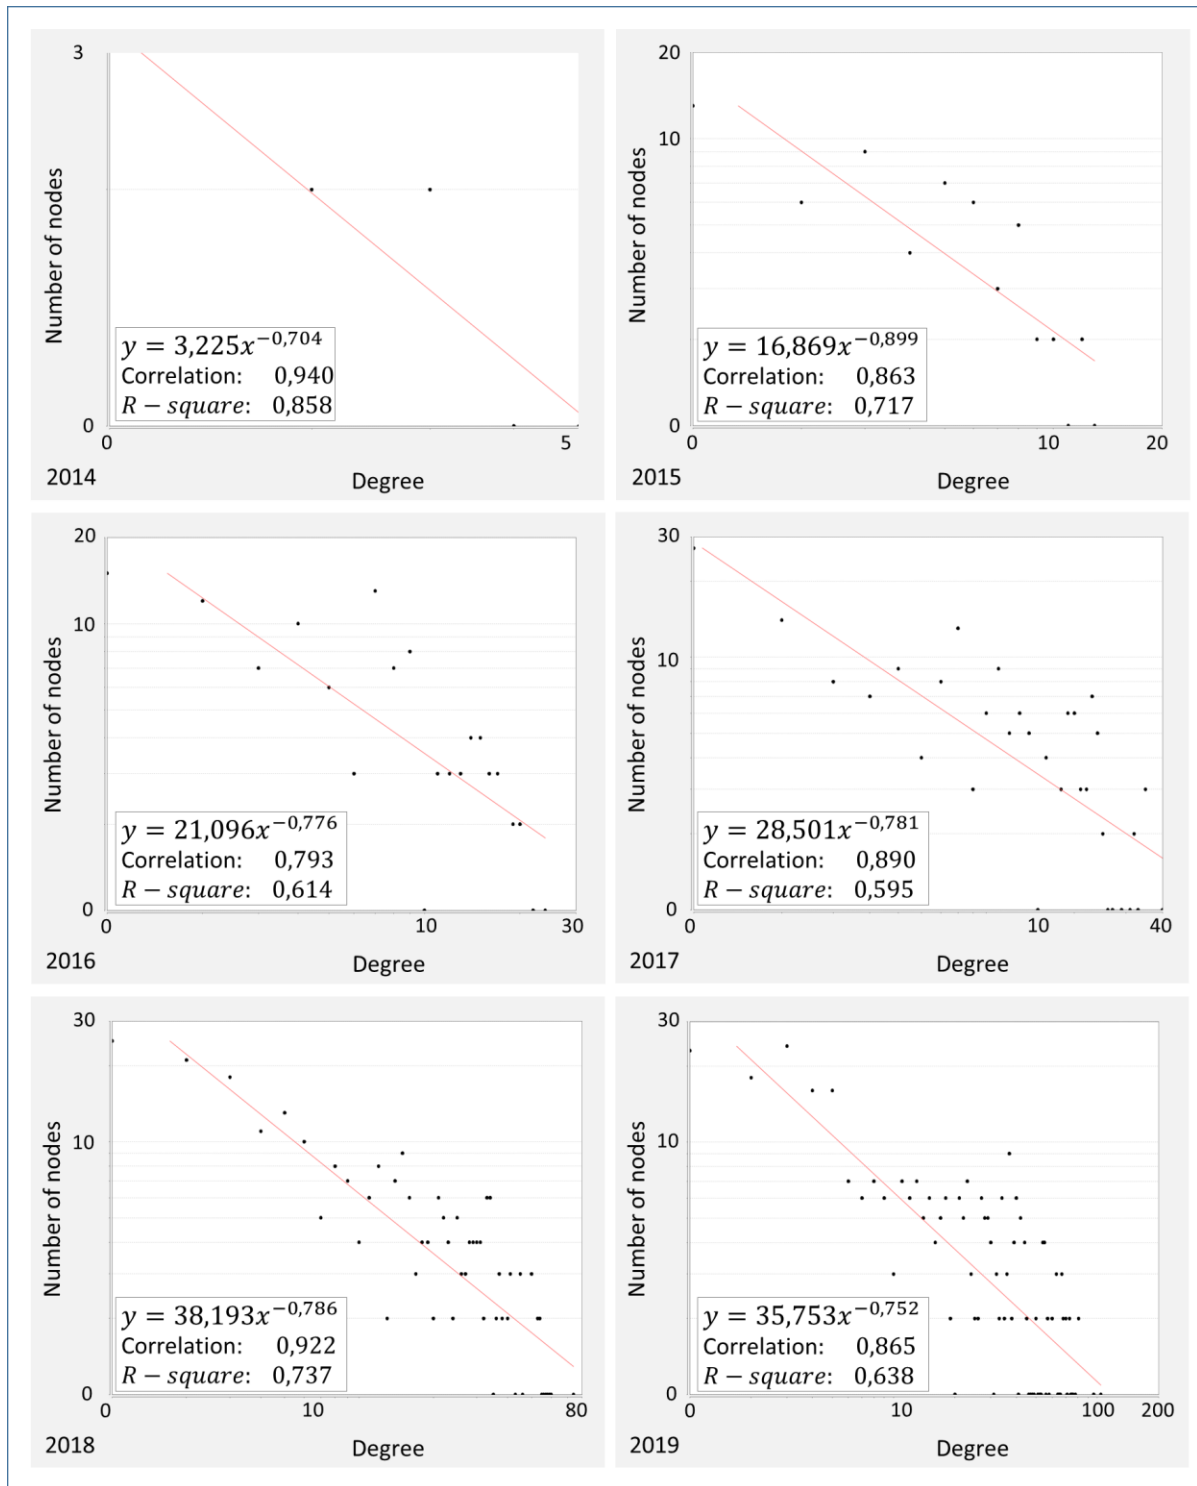 3
Number of nodes
y = 3,225x^−0,704
Correlation: 0,940
R − square: 0,858
0
0 5
2014 Degree
20
10
Number of nodes
y = 16,869x^−0,899
Correlation: 0,863
R − square: 0,717
0
0 10 20
2015 Degree
20
10
Number of nodes
y = 21,096x^−0,776
Correlation: 0,793
R − square: 0,614
0
0 10 30
2016 Degree
30
10
Number of nodes
y = 28,501x^−0,781
Correlation: 0,890
R − square: 0,595
0
0 10 40
2017 Degree
30
10
Number of nodes
y = 38,193x^−0,786
Correlation: 0,922
R − square: 0,737
0
0 10 80
2018 Degree
30
10
Number of nodes
y = 35,753x^−0,752
Correlation: 0,865
R − square: 0,638
0
0 10 100 200
2019 Degree